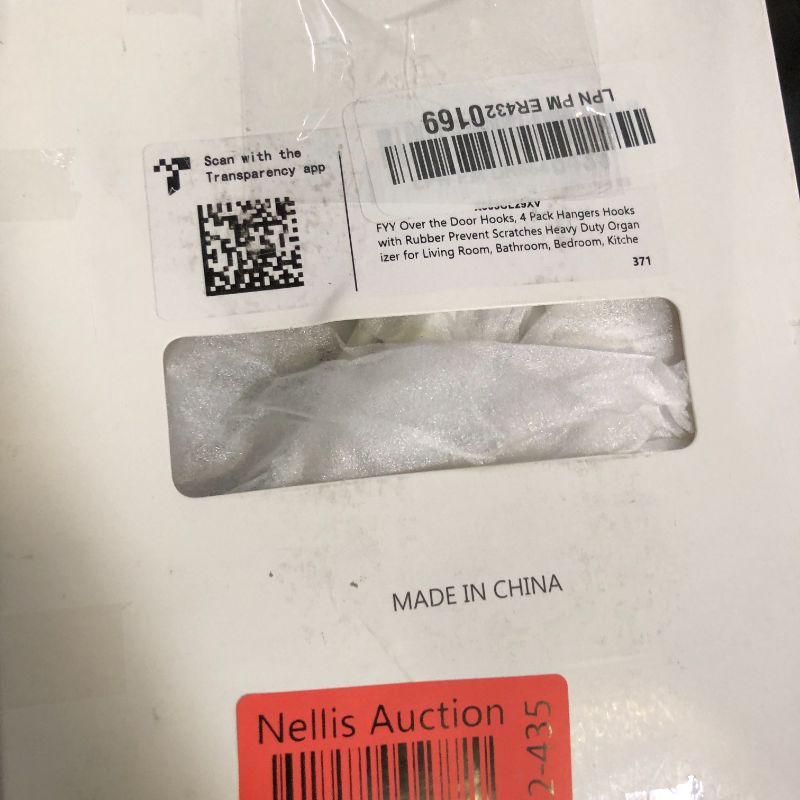 LPN PM ER43220169
Scan with the
Transparency app
FYY Over the Door Hooks, 4 Pack Hangers Hooks
with Rubber Prevent Scratches Heavy Duty Organ
izer for Living Room, Bathroom, Bedroom, Kitche
371
MADE IN CHINA
Nellis Auction
2-435